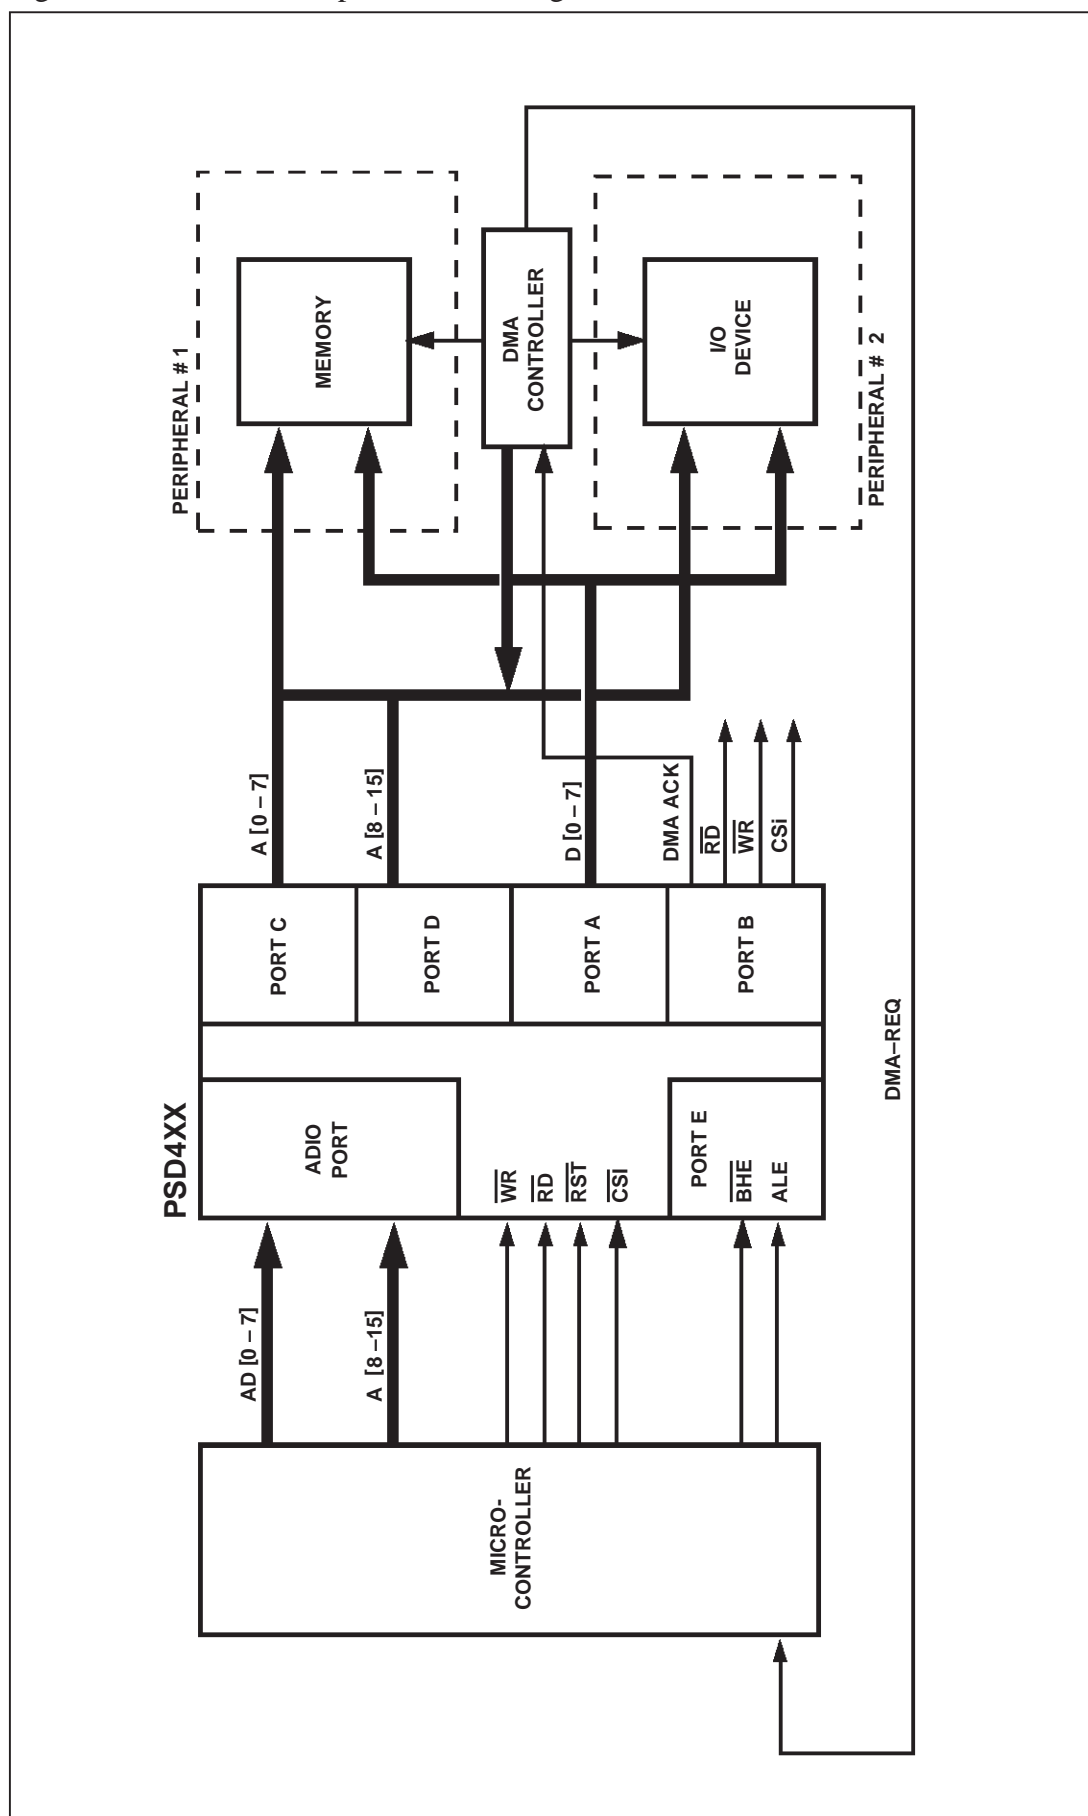 PSD4XX
MICRO-
CONTROLLER
AD [0 – 7]
A [8 –15]
ADIO
PORT
WR
RD
RST
CSI
PORT E
BHE
ALE
PORT C
PORT D
PORT A
PORT B
A [0 – 7]
A [8 – 15]
D [0 – 7]
DMA ACK
RD
WR
CSi
PERIPHERAL # 1
MEMORY
DMA
CONTROLLER
I/O
DEVICE
PERIPHERAL # 2
DMA–REQ